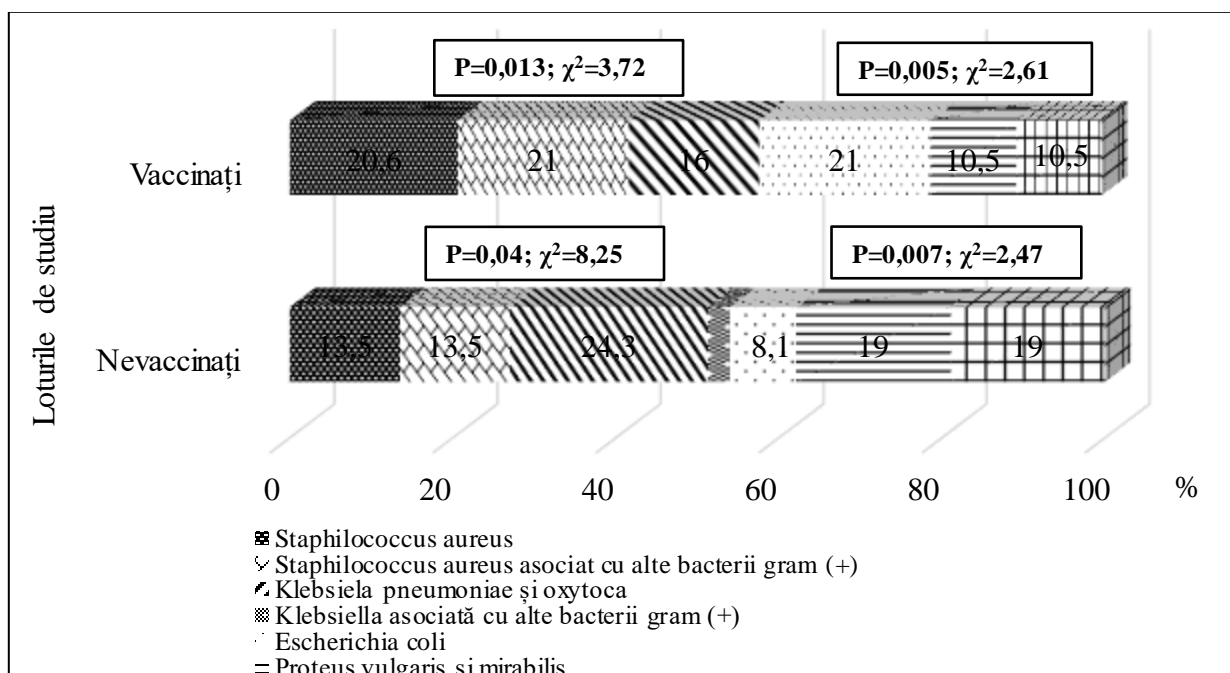 P=0,013; χ²=3,72
P=0,005; χ²=2,61
Vaccinați
20,6 21 16 21 10,5 10,5
P=0,04; χ²=8,25
P=0,007; χ²=2,47
Nevaccinați
13,5 13,5 24,3 8,1 19 19
Loturile de studiu
0 20 40 60 80 100 %
Staphilococcus aureus
Staphilococcus aureus asociat cu alte bacterii gram (+)
Klebsiela pneumoniae și oxytoca
Klebsiella asociată cu alte bacterii gram (+)
Escherichia coli
Proteus vulgaris și mirabilis